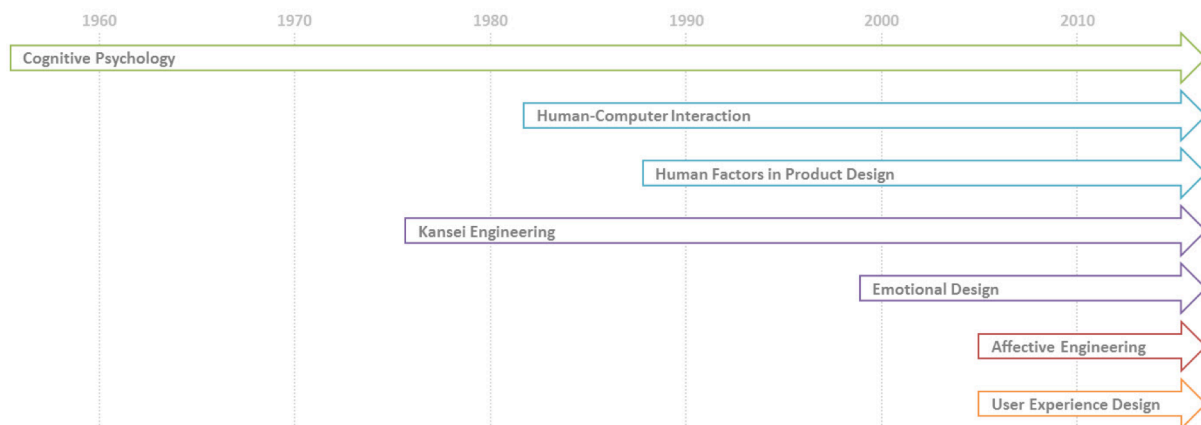 1960 1970 1980 1990 2000 2010
Cognitive Psychology
Human-Computer Interaction
Human Factors in Product Design
Kansei Engineering
Emotional Design
Affective Engineering
User Experience Design